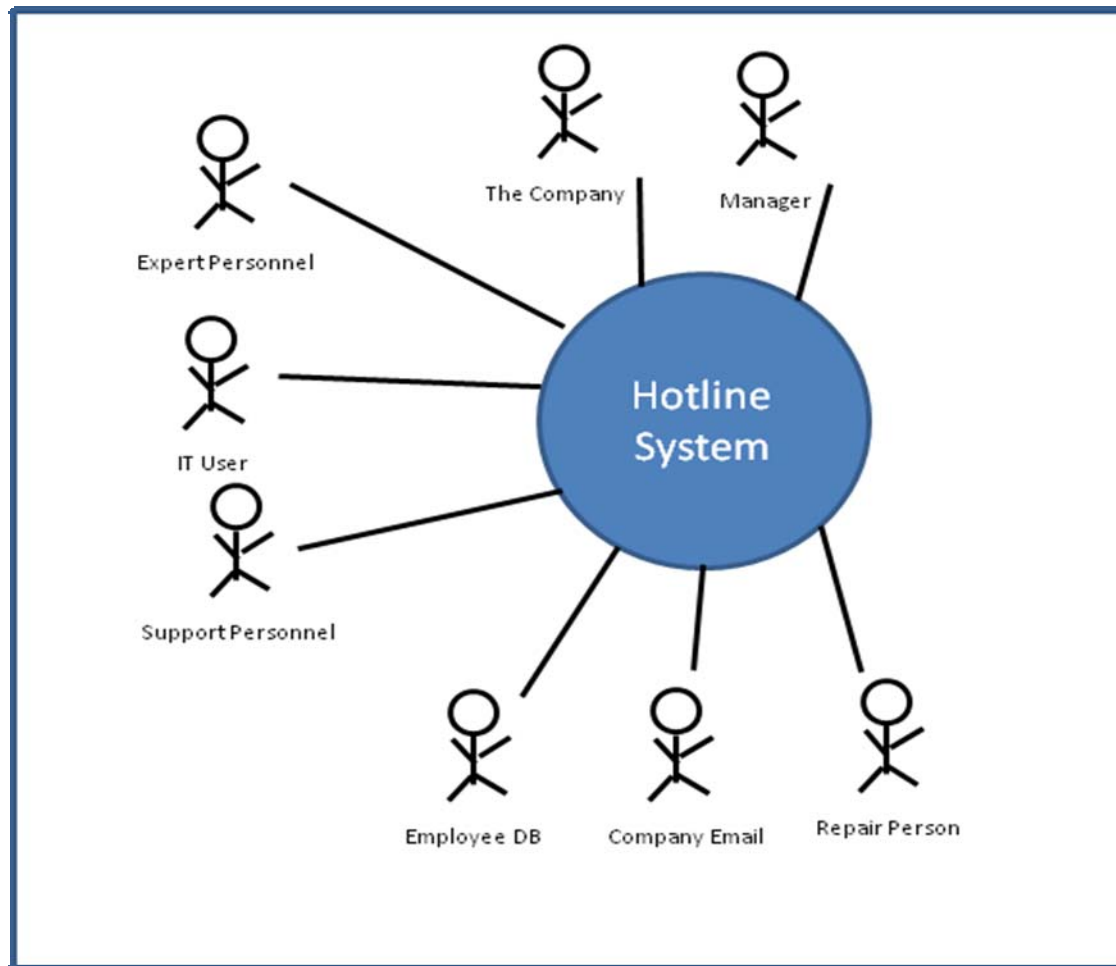 The Company
Manager
Expert Personnel
Hotline
System
IT User
Support Personnel
Employee DB
Company Email
Repair Person